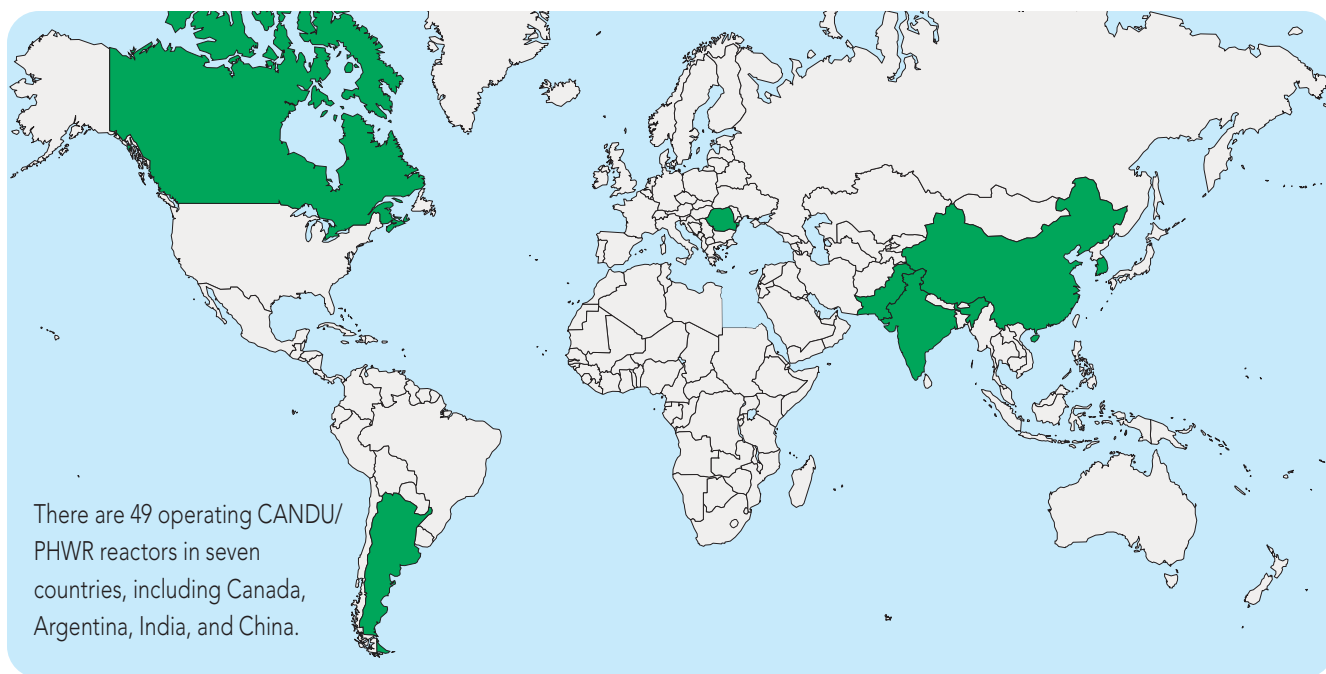 There are 49 operating CANDU/
PHWR reactors in seven
countries, including Canada,
Argentina, India, and China.